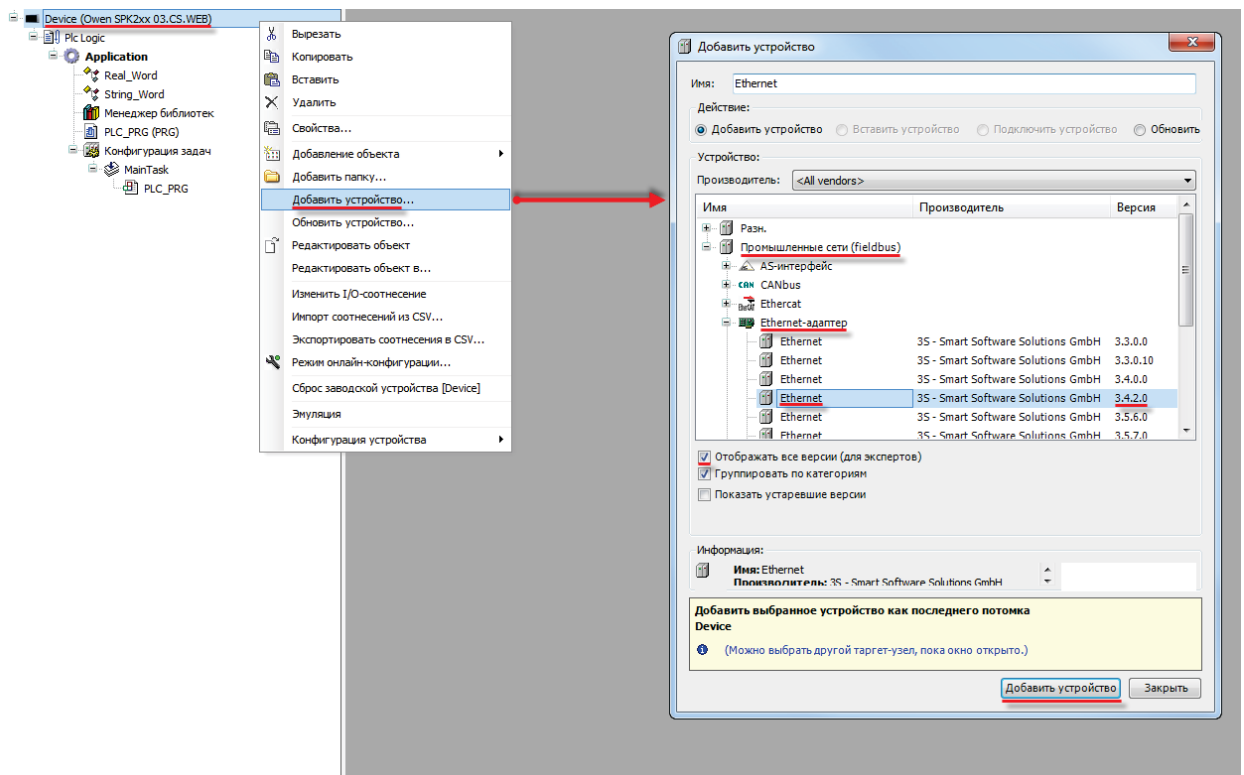 Device (Owen SPK2xx 03.CS.WEB)
Plc Logic
Application
Real_Word
String_Word
Менеджер библиотек
PLC_PRG (PRG)
Конфигурация задач
MainTask
PLC_PRG
Вырезать
Копировать
Вставить
Удалить
Свойства...
Добавление объекта
Добавить папку...
Добавить устройство...
Обновить устройство...
Редактировать объект
Редактировать объект в...
Изменить I/O-соотнесение
Импорт соотнесений из CSV...
Экспортировать соотнесения в CSV...
Режим онлайн-конфигурации...
Сброс заводской устройства [Device]
Эмуляция
Конфигурация устройства
Добавить устройство
Имя: Ethernet
Действие:
Добавить устройство Вставить устройство Подключить устройство Обновить
Устройство:
Производитель: <All vendors>
Имя Производитель Версия
Разн.
Промышленные сети (fieldbus)
AS-интерфейс
CAN CANbus
Ethercat
Ethernet-адаптер
Ethernet 3S - Smart Software Solutions GmbH 3.3.0.0
Ethernet 3S - Smart Software Solutions GmbH 3.3.0.10
Ethernet 3S - Smart Software Solutions GmbH 3.4.0.0
Ethernet 3S - Smart Software Solutions GmbH 3.4.2.0
Ethernet 3S - Smart Software Solutions GmbH 3.5.6.0
Ethernet 3S - Smart Software Solutions GmbH 3.5.7.0
Отображать все версии (для экспертов)
Группировать по категориям
Показать устаревшие версии
Информация:
Имя: Ethernet
Производитель: 3S - Smart Software Solutions GmbH
Добавить выбранное устройство как последнего потомка
Device
(Можно выбрать другой таргет-узел, пока окно открыто.)
Добавить устройство Закрыть